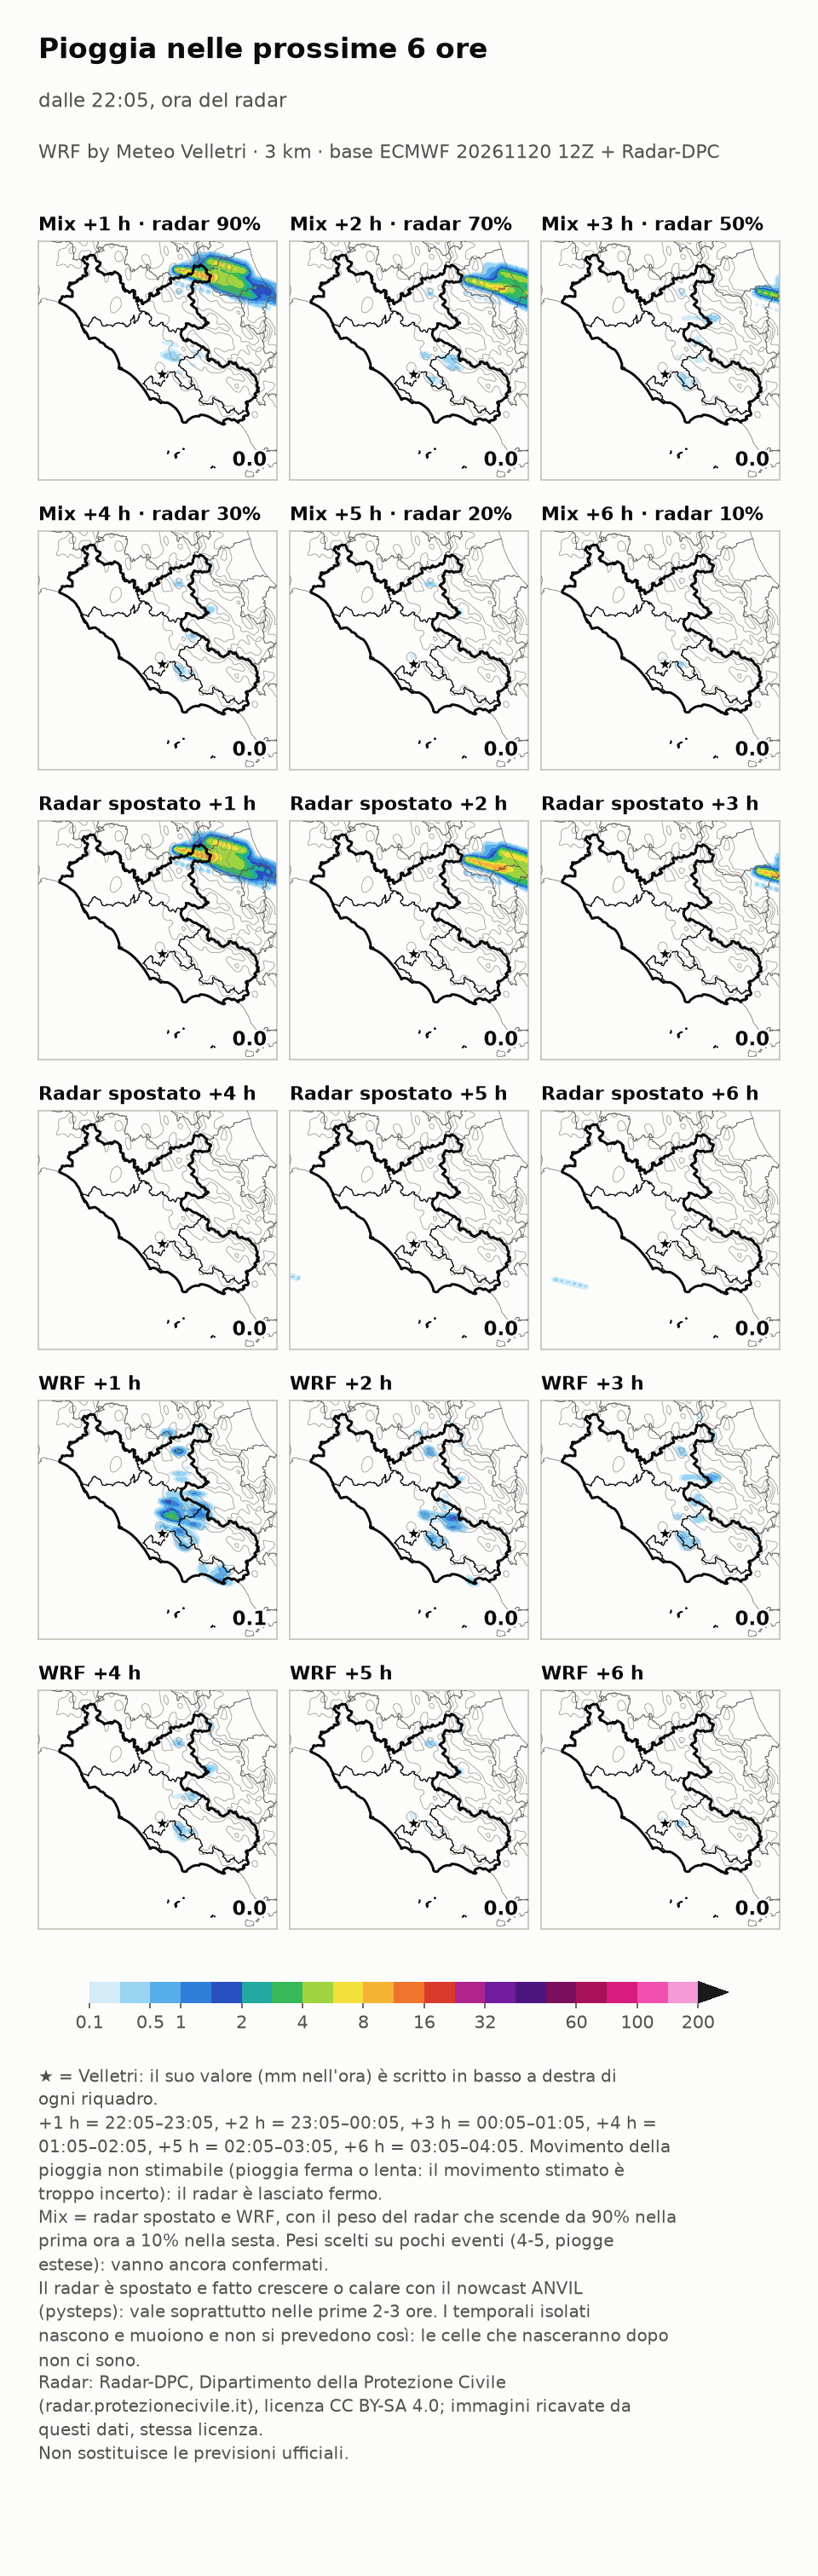 Pioggia nelle prossime 6 ore
dalle 22:05, ora del radar
WRF by Meteo Velletri · 3 km · base ECMWF 20261120 12Z + Radar-DPC
Mix +1 h · radar 90%
Mix +2 h · radar 70%
Mix +3 h · radar 50%
0.0
0.0
0.0
Mix +4 h · radar 30%
Mix +5 h · radar 20%
Mix +6 h · radar 10%
0.0
0.0
0.0
Radar spostato +1 h
Radar spostato +2 h
Radar spostato +3 h
0.0
0.0
0.0
Radar spostato +4 h
Radar spostato +5 h
Radar spostato +6 h
0.0
0.0
0.0
WRF +1 h
WRF +2 h
WRF +3 h
0.1
0.0
0.0
WRF +4 h
WRF +5 h
WRF +6 h
0.0
0.0
0.0
0.1 0.5 1 2 4 8 16 32 60 100 200
★ = Velletri: il suo valore (mm nell'ora) è scritto in basso a destra di
ogni riquadro.
+1 h = 22:05–23:05, +2 h = 23:05–00:05, +3 h = 00:05–01:05, +4 h =
01:05–02:05, +5 h = 02:05–03:05, +6 h = 03:05–04:05. Movimento della
pioggia non stimabile (pioggia ferma o lenta: il movimento stimato è
troppo incerto): il radar è lasciato fermo.
Mix = radar spostato e WRF, con il peso del radar che scende da 90% nella
prima ora a 10% nella sesta. Pesi scelti su pochi eventi (4-5, piogge
estese): vanno ancora confermati.
Il radar è spostato e fatto crescere o calare con il nowcast ANVIL
(pysteps): vale soprattutto nelle prime 2-3 ore. I temporali isolati
nascono e muoiono e non si prevedono così: le celle che nasceranno dopo
non ci sono.
Radar: Radar-DPC, Dipartimento della Protezione Civile
(radar.protezionecivile.it), licenza CC BY-SA 4.0; immagini ricavate da
questi dati, stessa licenza.
Non sostituisce le previsioni ufficiali.